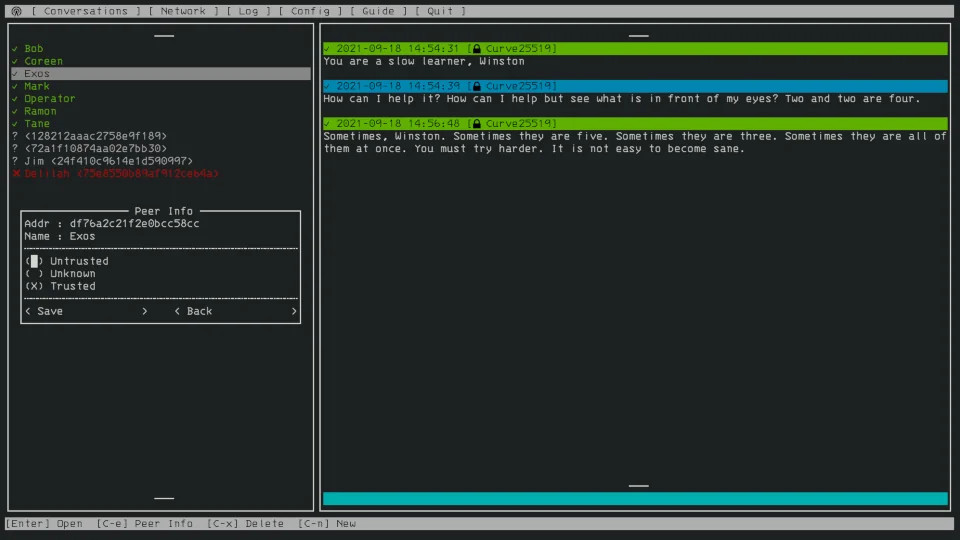 [ Conversations ] [ Network ] [ Log ] [ Config ] [ Guide ] [ Quit ]
✓ Bob
✓ Coreen
✓ Exos
✓ Mark
✓ Operator
✓ Ramon
✓ Tane
? <128212aaac2758e9f189>
? <72a1f10874aa02e7bb30>
? Jim <24f410c9614e1d590997>
✕ Delilah <75e8550b89af912ceb4a>
Peer Info
Addr : df76a2c21f2e0bcc58cc
Name : Exos
( ) Untrusted
( ) Unknown
(X) Trusted
< Save > < Back >
✓ 2021-09-18 14:54:31 [🔒 Curve25519]
You are a slow learner, Winston
✓ 2021-09-18 14:54:39 [🔒 Curve25519]
How can I help it? How can I help but see what is in front of my eyes? Two and two are four.
✓ 2021-09-18 14:56:48 [🔒 Curve25519]
Sometimes, Winston. Sometimes they are five. Sometimes they are three. Sometimes they are all of
them at once. You must try harder. It is not easy to become sane.
[Enter] Open [C-e] Peer Info [C-x] Delete [C-n] New